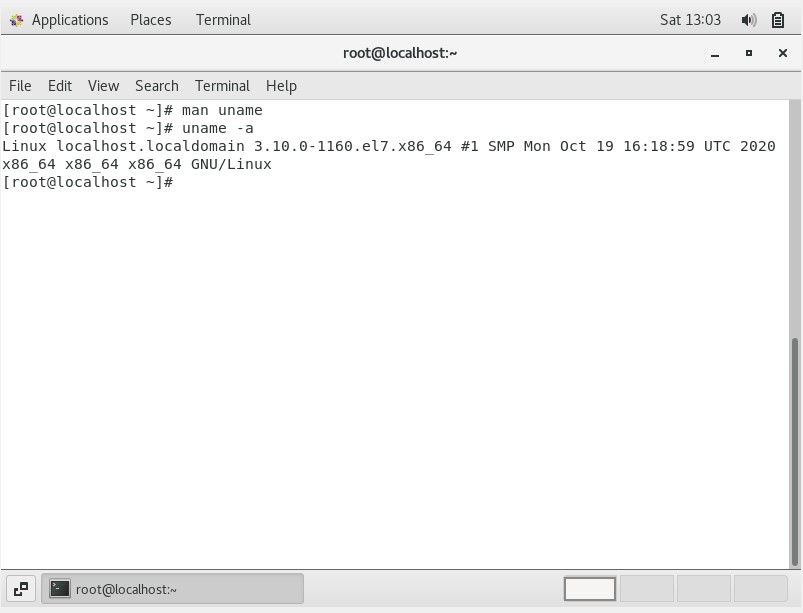 Applications Places Terminal Sat 13:03
root@localhost:~
File Edit View Search Terminal Help
[root@localhost ~]# man uname
[root@localhost ~]# uname -a
Linux localhost.localdomain 3.10.0-1160.el7.x86_64 #1 SMP Mon Oct 19 16:18:59 UTC 2020
x86_64 x86_64 x86_64 GNU/Linux
[root@localhost ~]#
root@localhost:~